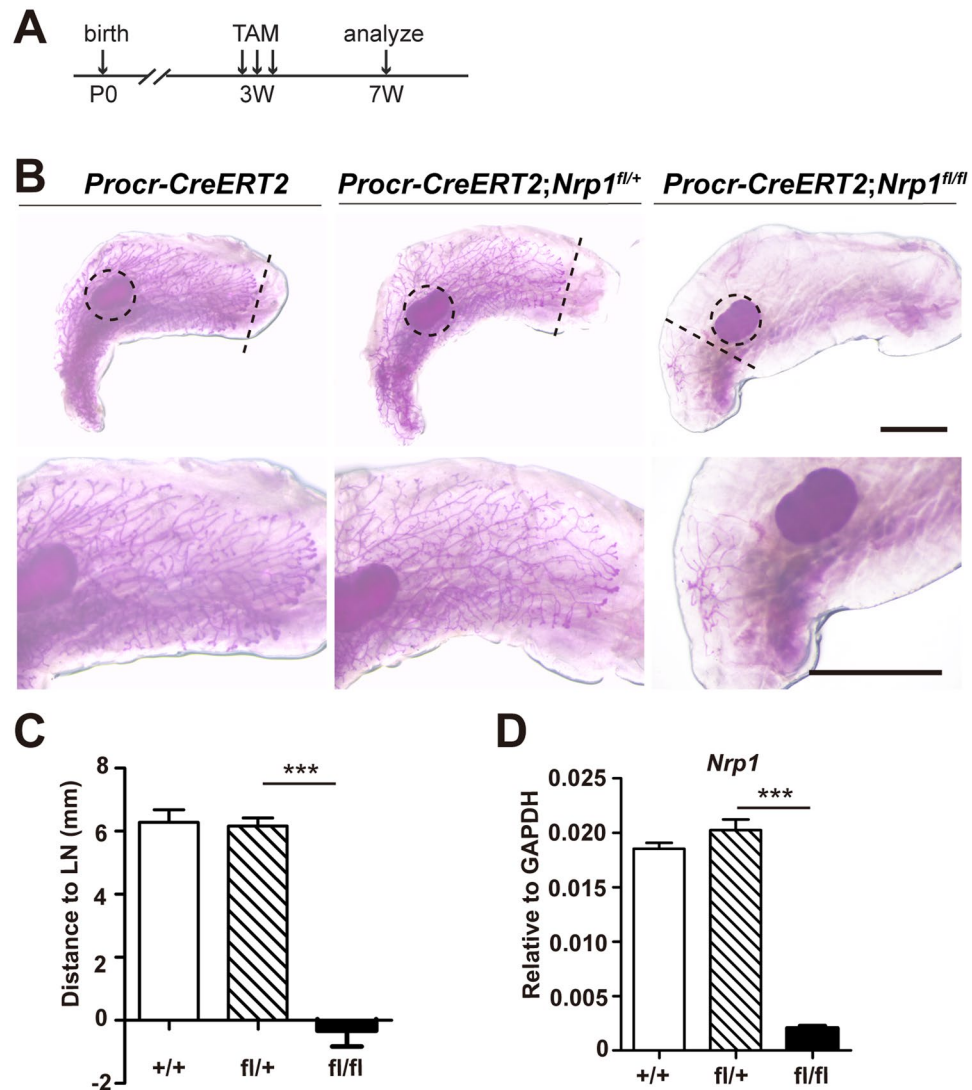 A
birth TAM analyze
P0 3W 7W
B
Procr-CreERT2 Procr-CreERT2;Nrp1fl/+ Procr-CreERT2;Nrp1fl/fl
C
Distance to LN (mm)
8
6
4
2
0
-2
***
+/+ fl/+ fl/fl
D
Nrp1
Relative to GAPDH
0.025
0.020
0.015
0.010
0.005
0
***
+/+ fl/+ fl/fl